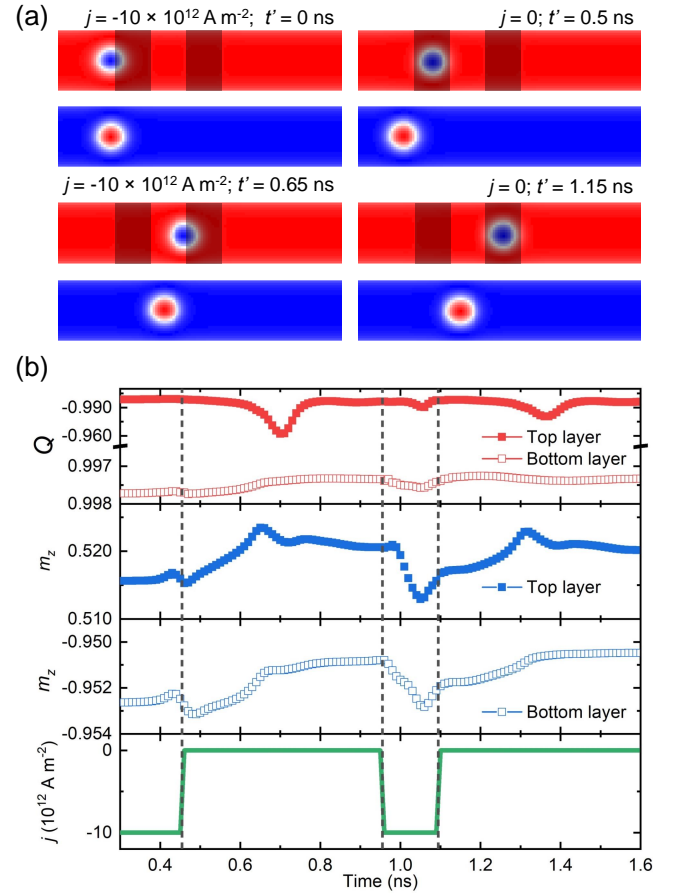 (a)
j = -10 × 10¹² A m⁻²; t' = 0 ns
j = 0; t' = 0.5 ns
j = -10 × 10¹² A m⁻²; t' = 0.65 ns
j = 0; t' = 1.15 ns
(b)
Q
-0.990
-0.960
Top layer
Bottom layer
0.997
0.998
m_z
0.520
Top layer
0.510
m_z
-0.950
-0.952
Bottom layer
-0.954
j (10¹² A m⁻²)
0
-10
0.4 0.6 0.8 1.0 1.2 1.4 1.6
Time (ns)